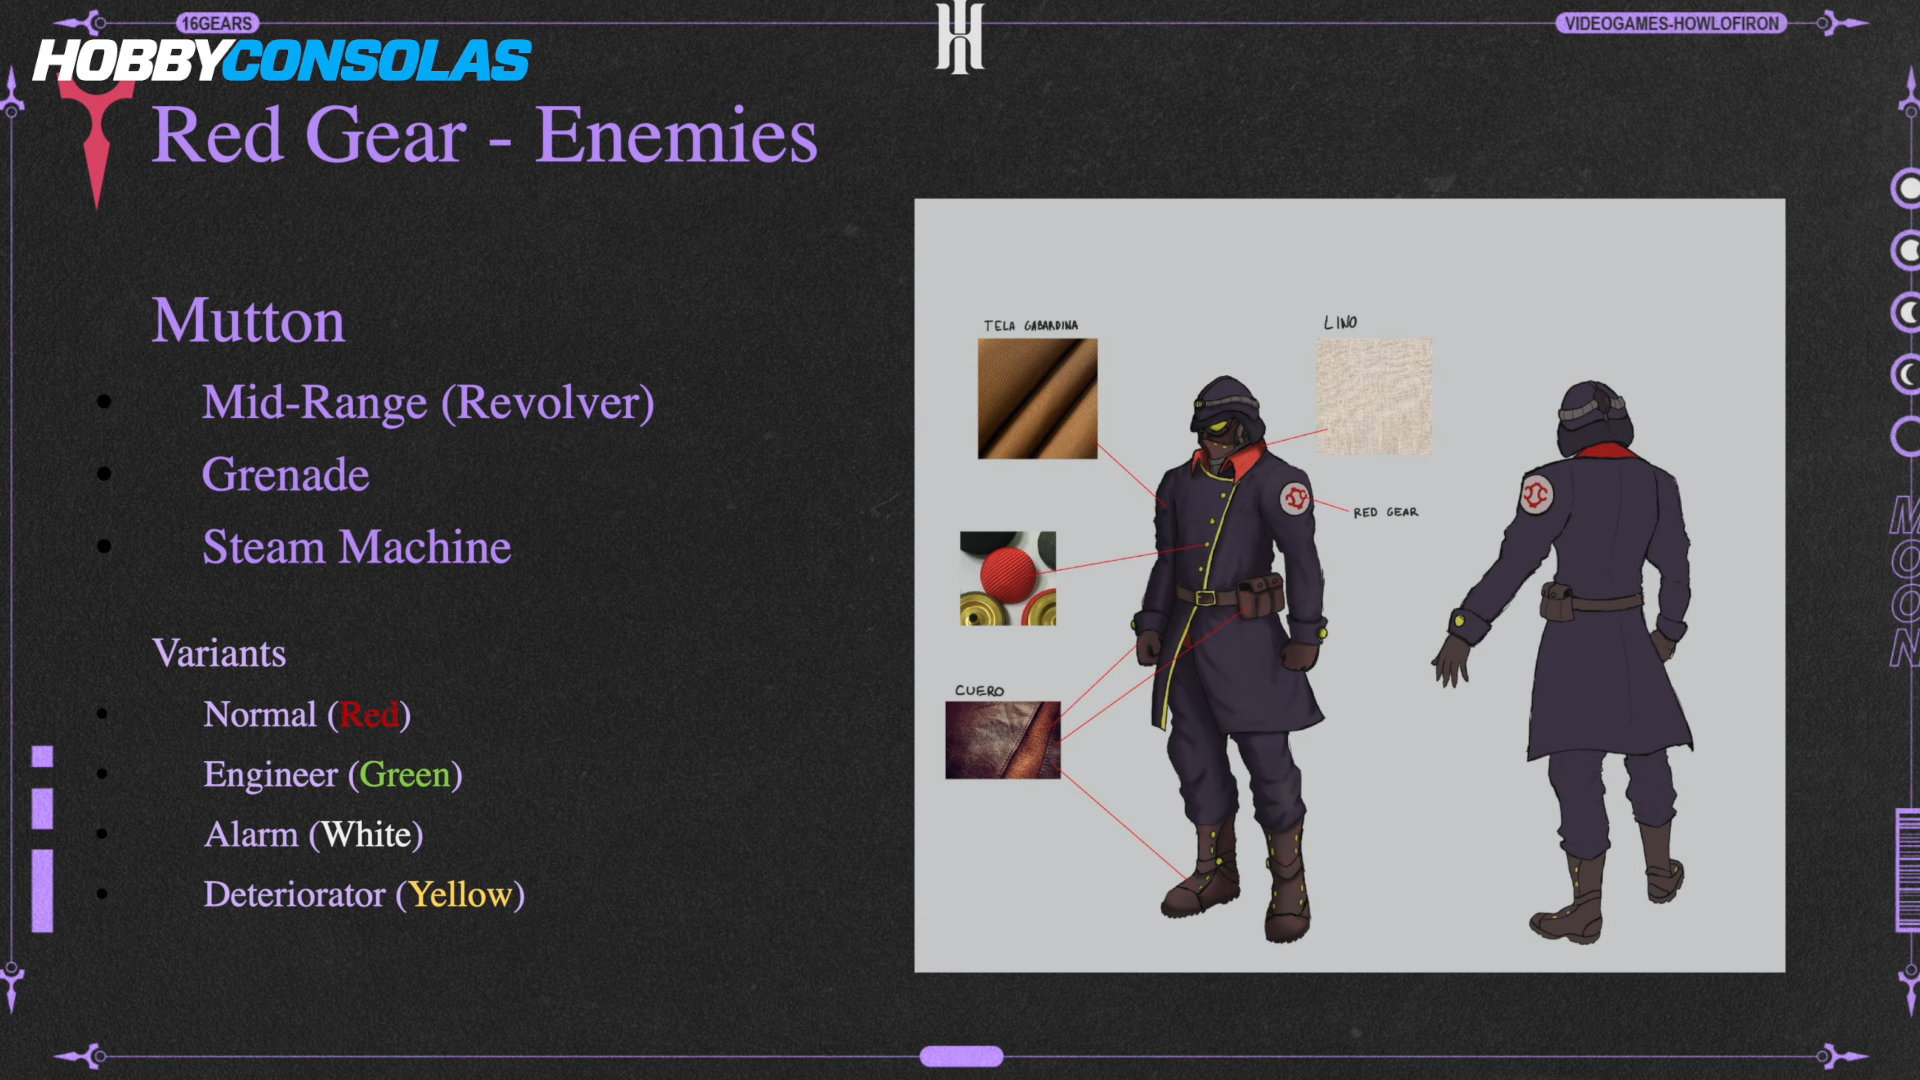 16GEARS
VIDEOGAMES-HOWLOFIRON
HOBBYCONSOLAS
Red Gear - Enemies
Mutton
Mid-Range (Revolver)
Grenade
Steam Machine
Variants
Normal (Red)
Engineer (Green)
Alarm (White)
Deteriorator (Yellow)
TELA GABARDINA
LINO
RED GEAR
CUERO
MOON